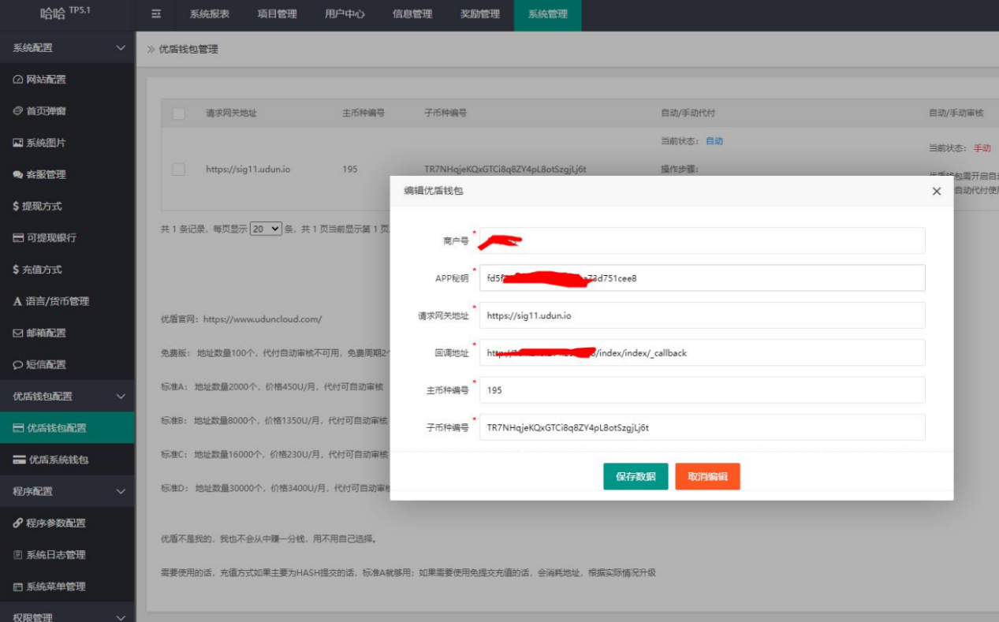 哈哈 TP5.1
系统报表 项目管理 用户中心 信息管理 奖励管理 系统管理
系统配置
网站配置
首页弹窗
系统图片
客服管理
提现方式
可提现银行
充值方式
语言/货币管理
邮箱配置
短信配置
优盾钱包配置
优盾钱包配置
优盾系统钱包
程序配置
程序参数配置
系统日志管理
系统菜单管理
权限管理
优盾钱包管理
请求网关地址 主币种编号 子币种编号 自动/手动代付 自动/手动审核
当前状态： 自动
当前状态： 手动
https://sig11.udun.io 195 TR7NHqjeKQxGTCi8q8ZY4pL8otSzgjLj6t 操作步骤：
优盾钱包需开启自动
自动代付使用
共 1 条记录，每页显示 20 条，共 1 页当前显示第 1 页
优盾官网：https://www.uduncloud.com/
免费版： 地址数量100个，代付自动审核不可用，免费周期2个
标准A： 地址数量2000个，价格450U/月，代付可自动审核
标准B： 地址数量8000个，价格1350U/月，代付可自动审核
标准C： 地址数量16000个，价格230U/月，代付可自动审核
标准D： 地址数量30000个，价格3400U/月，代付可自动审核
优盾不是我的，我也不会从中赚一分钱，用不用自己选择。
需要使用的话，充值方式如果主要为HASH提交的话，标准A就够用；如果需要使用免提交充值的话，会消耗地址，根据实际情况升级
编辑优盾钱包
商户号 *
APP秘钥 * fd5f 73d751cee8
请求网关地址 * https://sig11.udun.io
回调地址 * http:// /index/index/_callback
主币种编号 * 195
子币种编号 * TR7NHqjeKQxGTCi8q8ZY4pL8otSzgjLj6t
保存数据 取消编辑